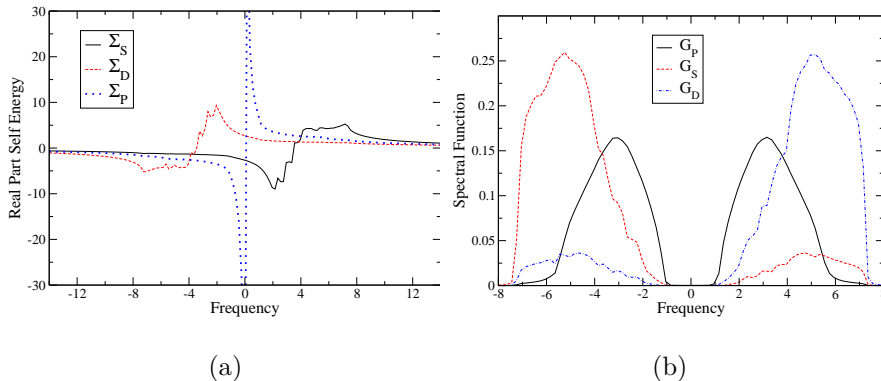 30
20
10
0
-10
-20
-30
-12
-8
-4
0
4
8
12
Real Part Self Energy
Frequency
Σ_S
Σ_D
Σ_P
(a)
0.25
0.2
0.15
0.1
0.05
0
-8
-6
-4
-2
0
2
4
6
8
Spectral Function
Frequency
G_P
G_S
G_D
(b)